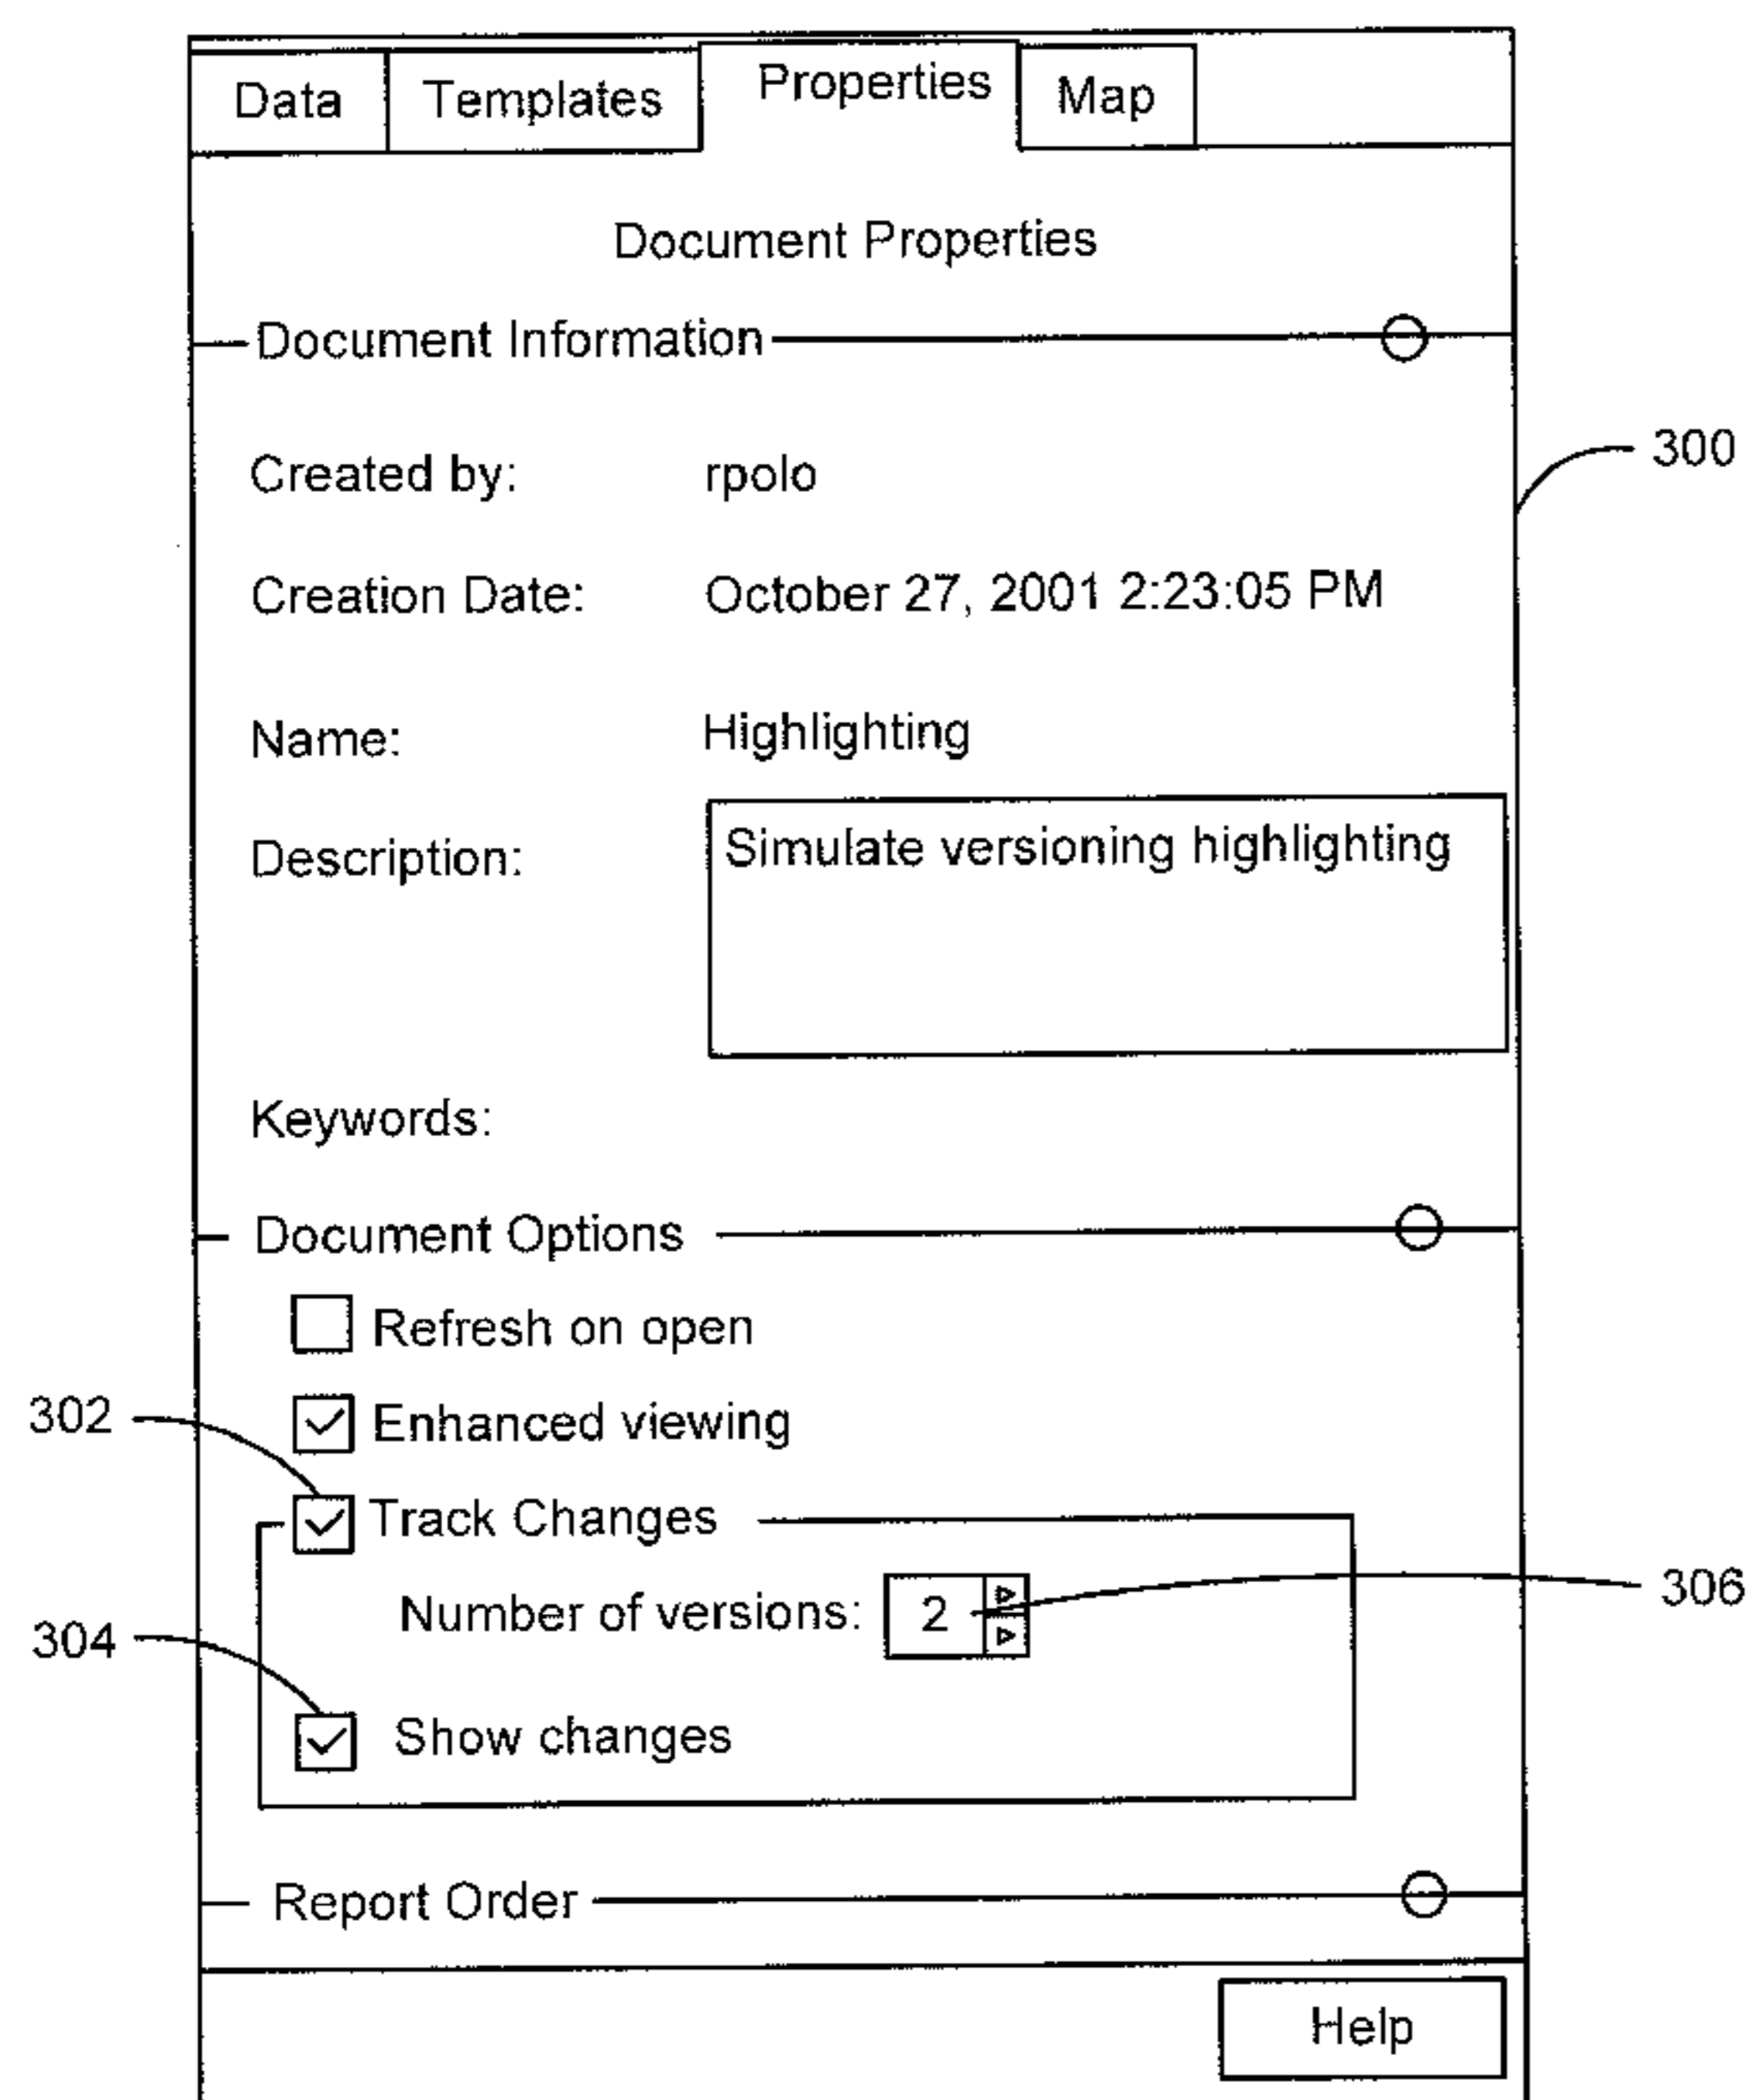 Data Templates Properties Map
Document Properties
Document Information
300
Created by: rpolo
Creation Date: October 27, 2001 2:23:05 PM
Name: Highlighting
Description: Simulate versioning highlighting
Keywords:
Document Options
Refresh on open
302 Enhanced viewing
Track Changes
Number of versions: 2 306
304
Show changes
Report Order
Help